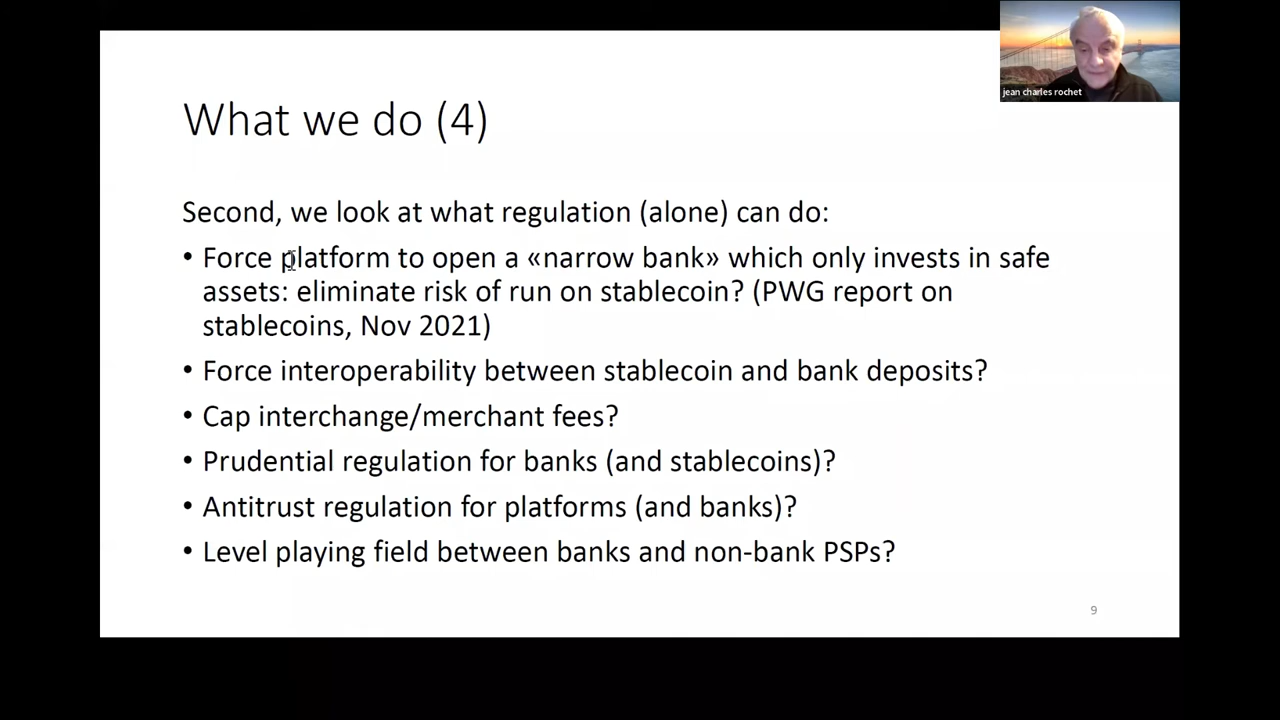 jean charles rochet
What we do (4)
Second, we look at what regulation (alone) can do:
• Force platform to open a «narrow bank» which only invests in safe
assets: eliminate risk of run on stablecoin? (PWG report on
stablecoins, Nov 2021)
• Force interoperability between stablecoin and bank deposits?
• Cap interchange/merchant fees?
• Prudential regulation for banks (and stablecoins)?
• Antitrust regulation for platforms (and banks)?
• Level playing field between banks and non-bank PSPs?
9